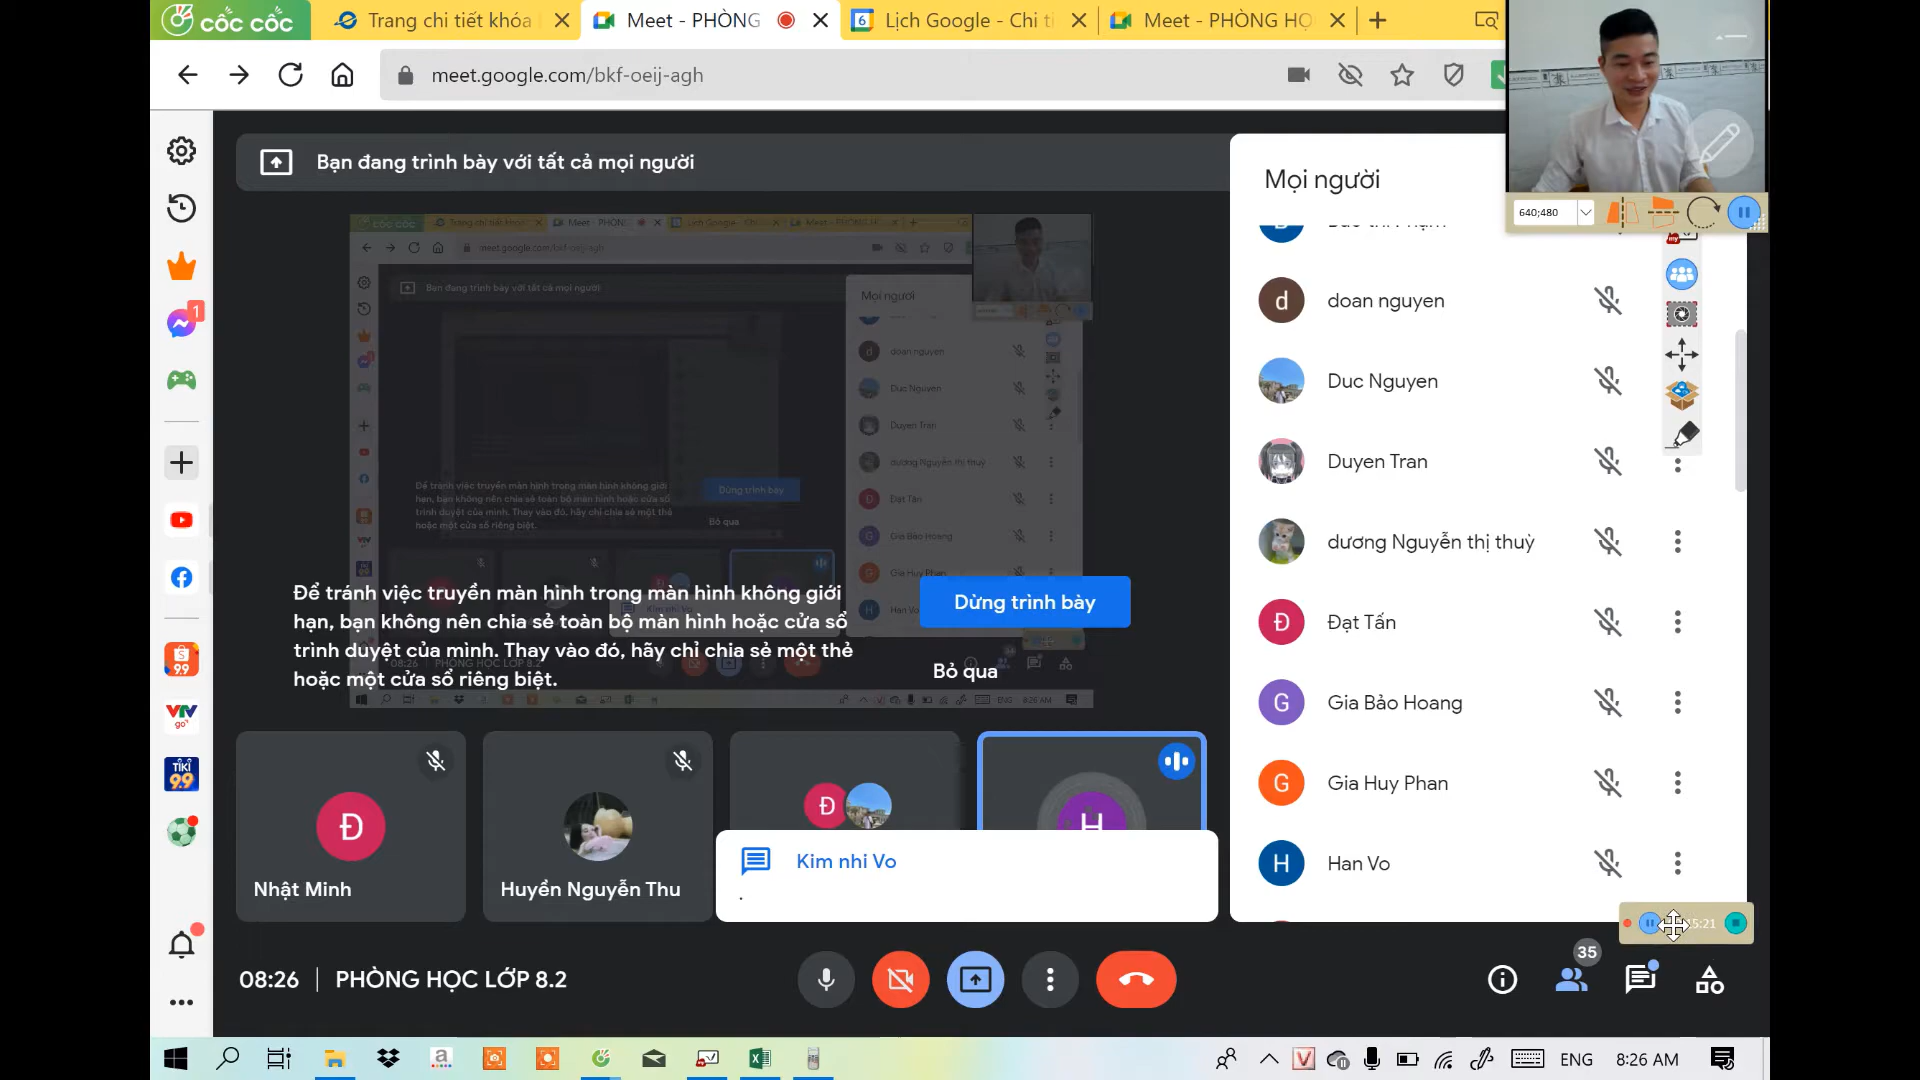 cốc cốc
Trang chi tiết khóa
Meet - PHÒNG
Lịch Google - Chi ti
Meet - PHÒNG HỌ
meet.google.com/bkf-oeij-agh
640;480
Bạn đang trình bày với tất cả mọi người
Mọi người
doan nguyen
Duc Nguyen
Duyen Tran
dương Nguyễn thị thuỳ
Đạt Tấn
Gia Bảo Hoang
Gia Huy Phan
Han Vo
Để tránh việc truyền màn hình trong màn hình không giới
hạn, bạn không nên chia sẻ toàn bộ màn hình hoặc cửa sổ
trình duyệt của mình. Thay vào đó, hãy chỉ chia sẻ một thẻ
hoặc một cửa sổ riêng biệt.
Dừng trình bày
Bỏ qua
Nhật Minh
Huyền Nguyễn Thu
Kim nhi Vo
.
08:26 | PHÒNG HỌC LỚP 8.2
35
ENG 8:26 AM